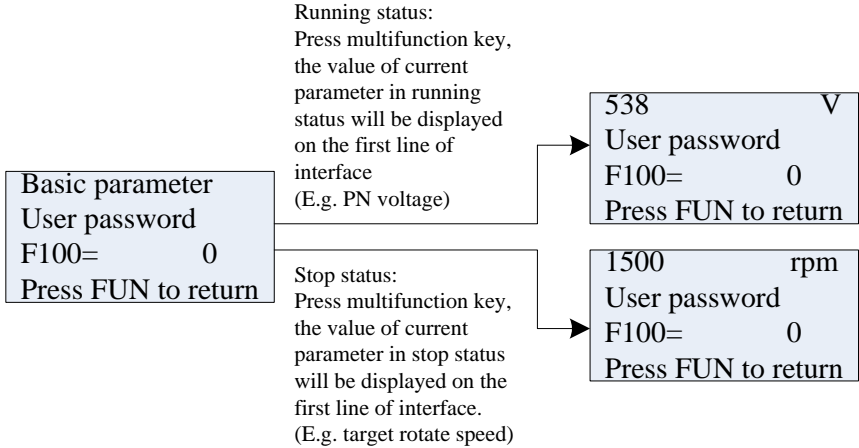 Running status:
Press multifunction key,
the value of current
parameter in running
status will be displayed
on the first line of
interface
(E.g. PN voltage)
Basic parameter
User password
F100= 0
Press FUN to return
538 V
User password
F100= 0
Press FUN to return
Stop status:
Press multifunction key,
the value of current
parameter in stop status
will be displayed on the
first line of interface.
(E.g. target rotate speed)
1500 rpm
User password
F100= 0
Press FUN to return